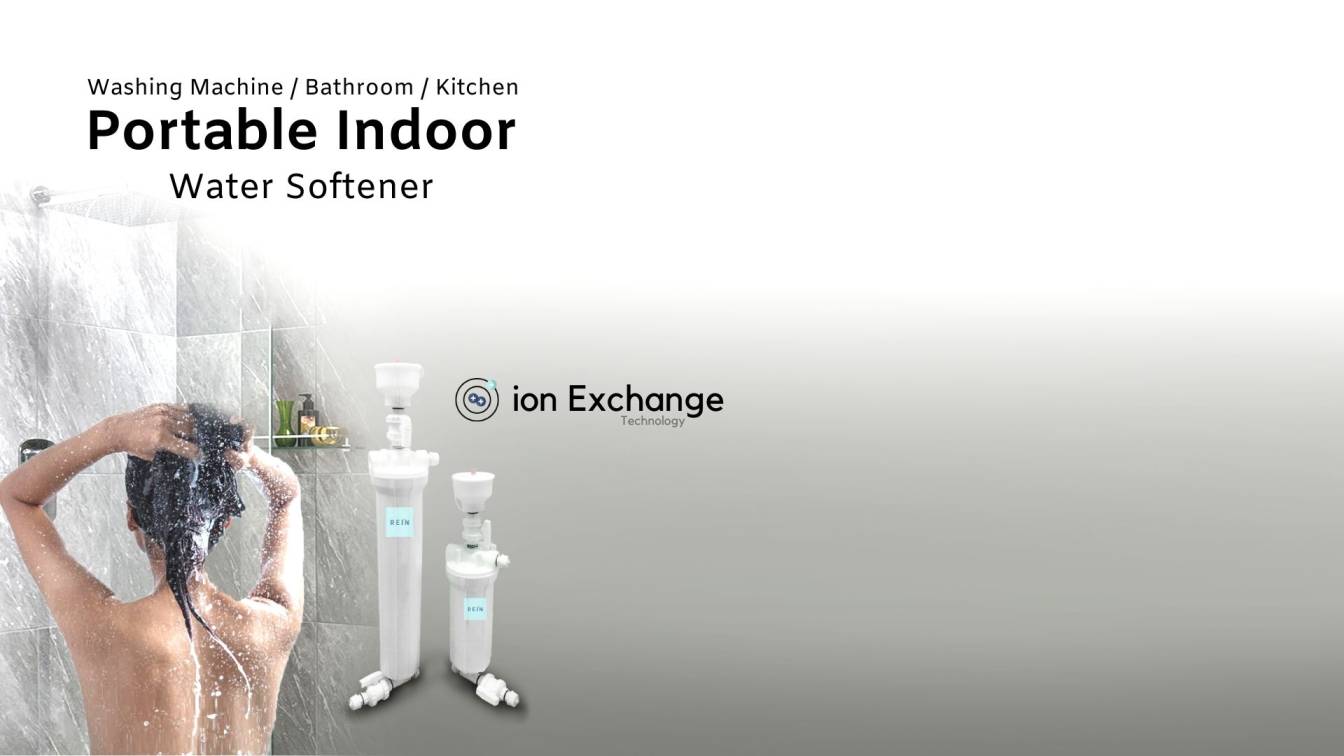 Washing Machine / Bathroom / Kitchen
Portable Indoor
Water Softener
ion Exchange
Technology
REIN
REIN